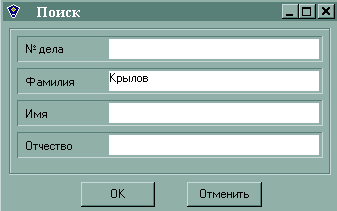 Поиск
№ дела
Фамилия Крылов
Имя
Отчество
OK Отменить